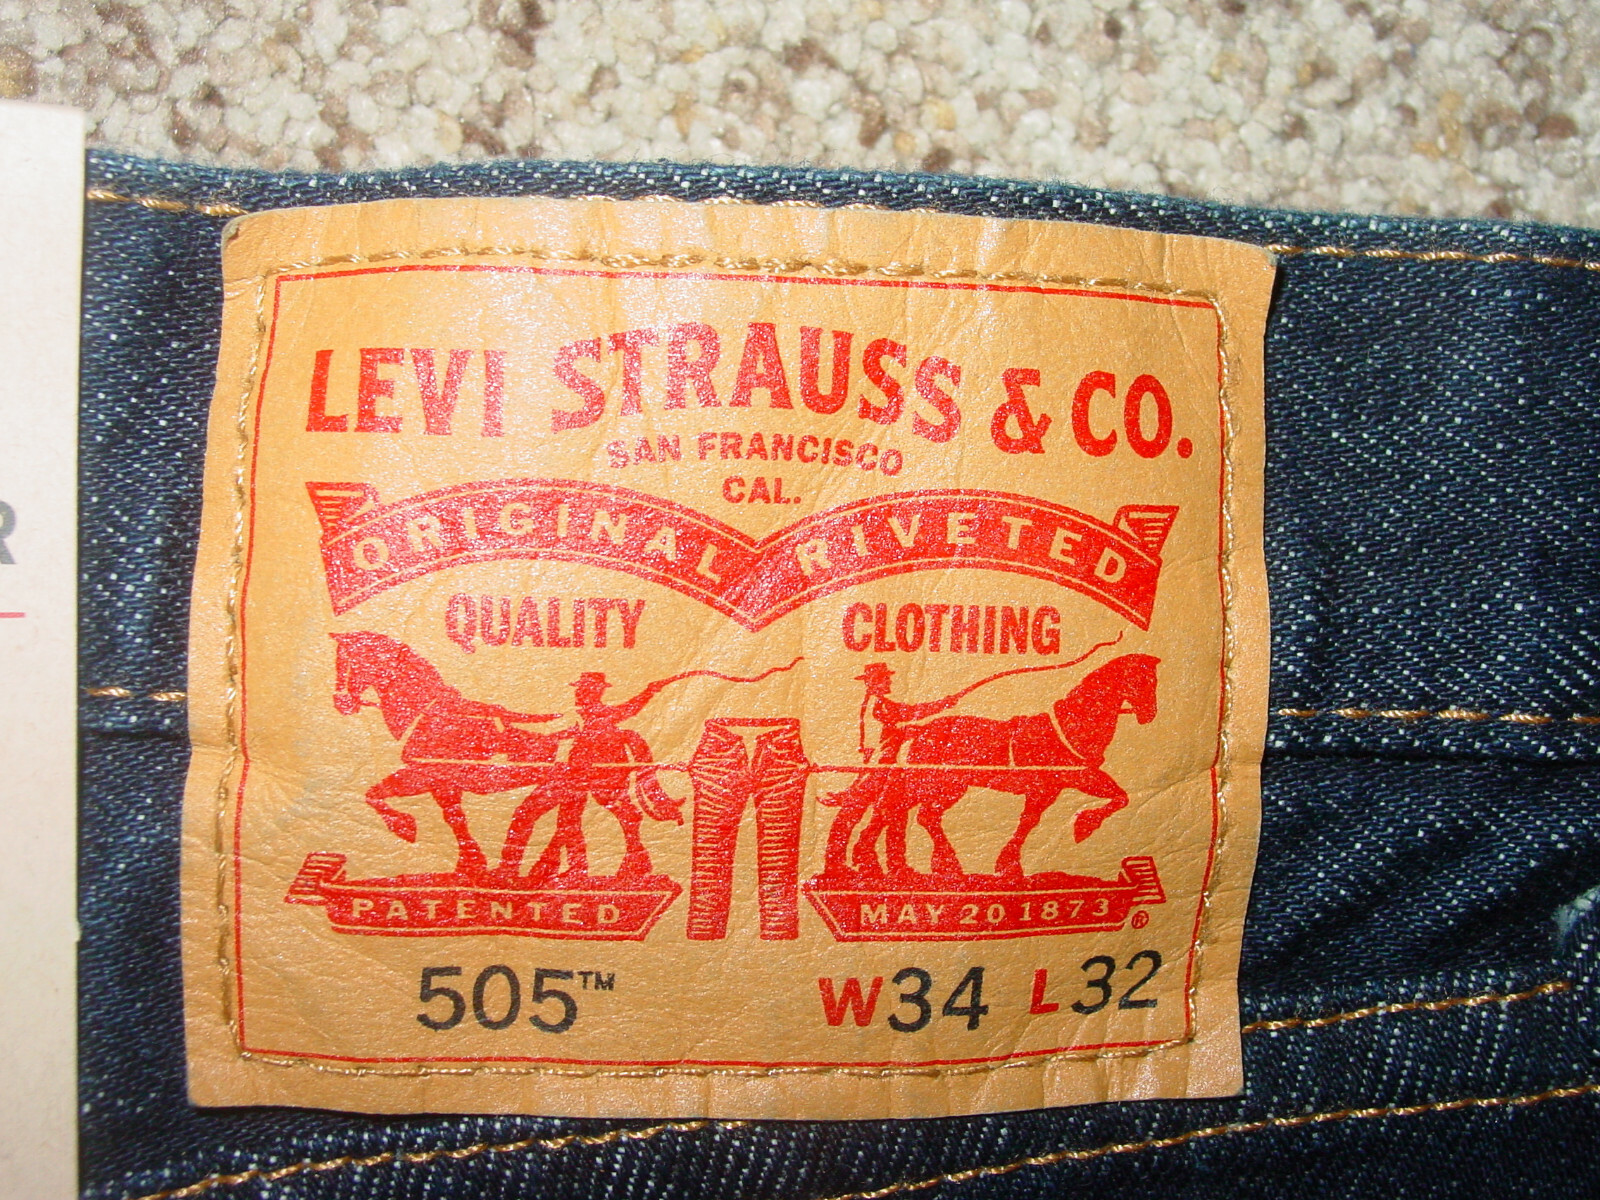 LEVI STRAUSS & CO.
SAN FRANCISCO
CAL.
ORIGINAL RIVETED
QUALITY CLOTHING
PATENTED MAY 20 1873 ®
505™ W34 L32
R